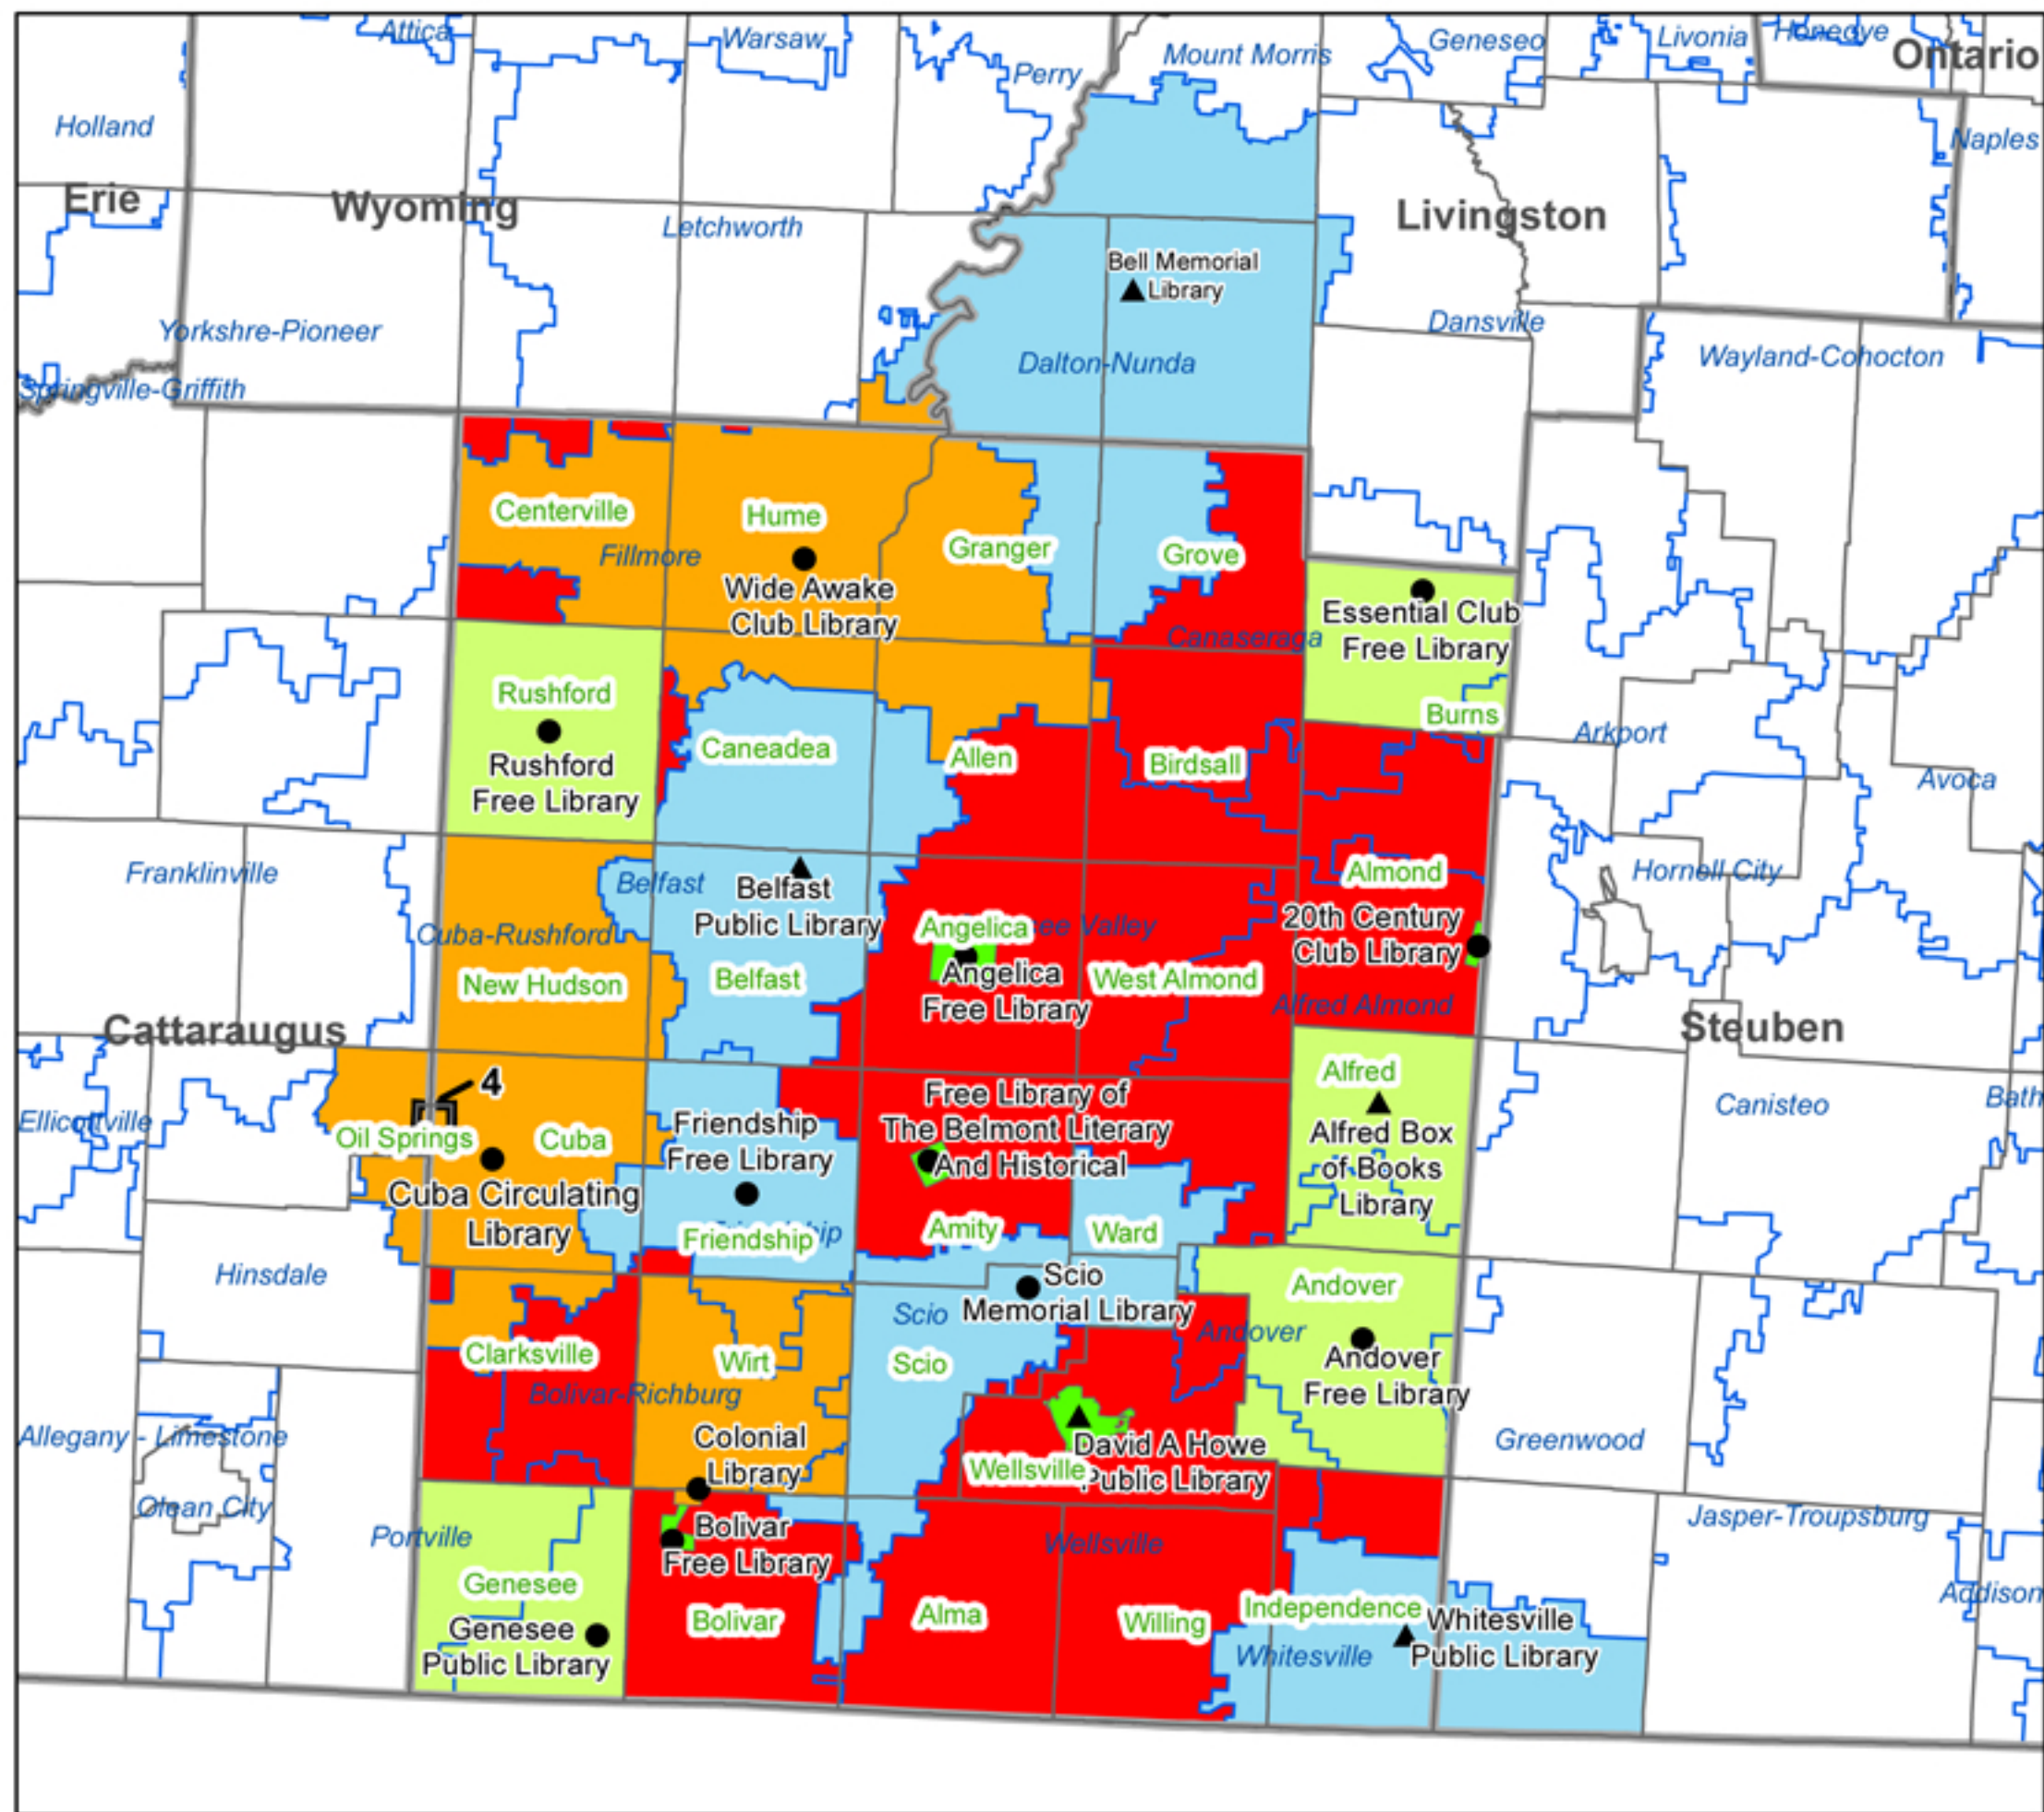 Attica
Warsaw
Perry
Mount Morris
Geneseo
Livonia
Honeoye
Ontario
Holland
Naples
Erie
Wyoming
Letchworth
Livingston
Bell Memorial
Library
Yorkshre-Pioneer
Dansville
Wayland-Cohocton
Dalton-Nunda
Springville-Griffith
Centerville
Hume
Granger
Grove
Fillmore
Wide Awake
Club Library
Essential Club
Free Library
Canaseraga
Rushford
Rushford
Free Library
Caneadea
Allen
Birdsall
Burns
Arkport
Avoca
Franklinville
Belfast
Belfast
Public Library
Belfast
Almond
Hornell City
Cuba-Rushford
New Hudson
Angelica
ee Valley
Angelica
Free Library
West Almond
20th Century
Club Library
Alfred Almond
Cattaraugus
Steuben
4
Ellicottville
Oil Springs
Cuba
Cuba Circulating
Library
Friendship
Free Library
Friendship
ip
Free Library of
The Belmont Literary
And Historical
Amity
Ward
Alfred
Alfred Box
of Books
Library
Canisteo
Bath
Hinsdale
Scio
Memorial Library
Scio
Scio
Andover
Andover
Andover
Free Library
Clarksville
Wirt
Bolivar-Richburg
Colonial
Library
Allegany - Limestone
Wellsville
David A Howe
Public Library
Greenwood
Olean City
Portville
Bolivar
Free Library
Wellsville
Jasper-Troupsburg
Genesee
Genesee
Public Library
Bolivar
Alma
Willing
Independence
Whitesville
Whitesville
Public Library
Addison